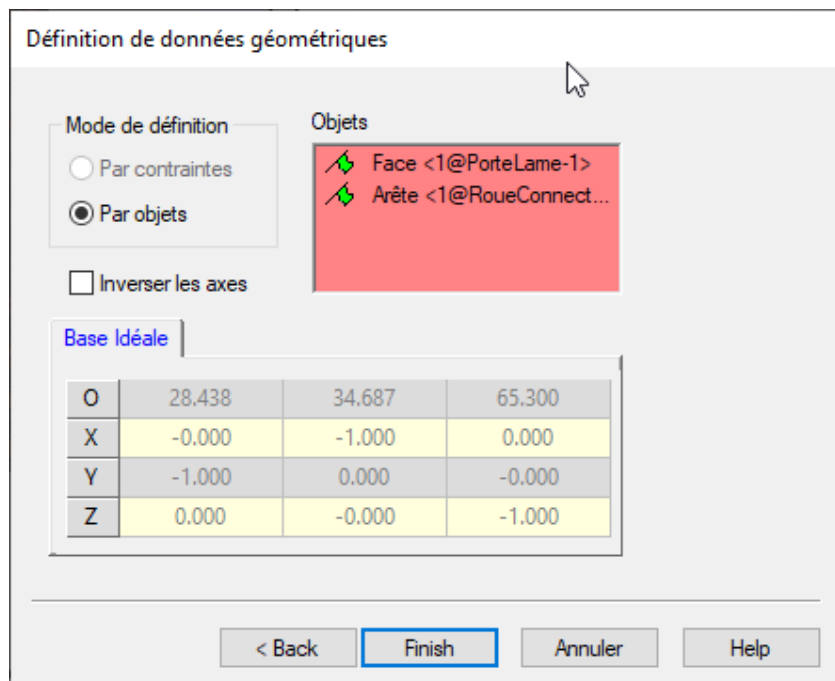 Définition de données géométriques
Mode de définition
Par contraintes
Par objets
Inverser les axes
Objets
Face <1@PorteLame-1>
Arête <1@RoueConnect...
Base Idéale
O 28.438 34.687 65.300
X -0.000 -1.000 0.000
Y -1.000 0.000 -0.000
Z 0.000 -0.000 -1.000
< Back Finish Annuler Help